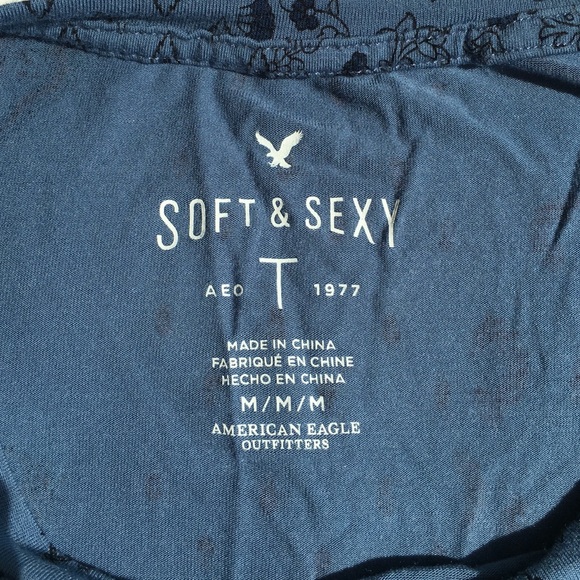 SOFT & SEXY
AEO T 1977
MADE IN CHINA
FABRIQUÉ EN CHINE
HECHO EN CHINA
M/M/M
AMERICAN EAGLE
OUTFITTERS